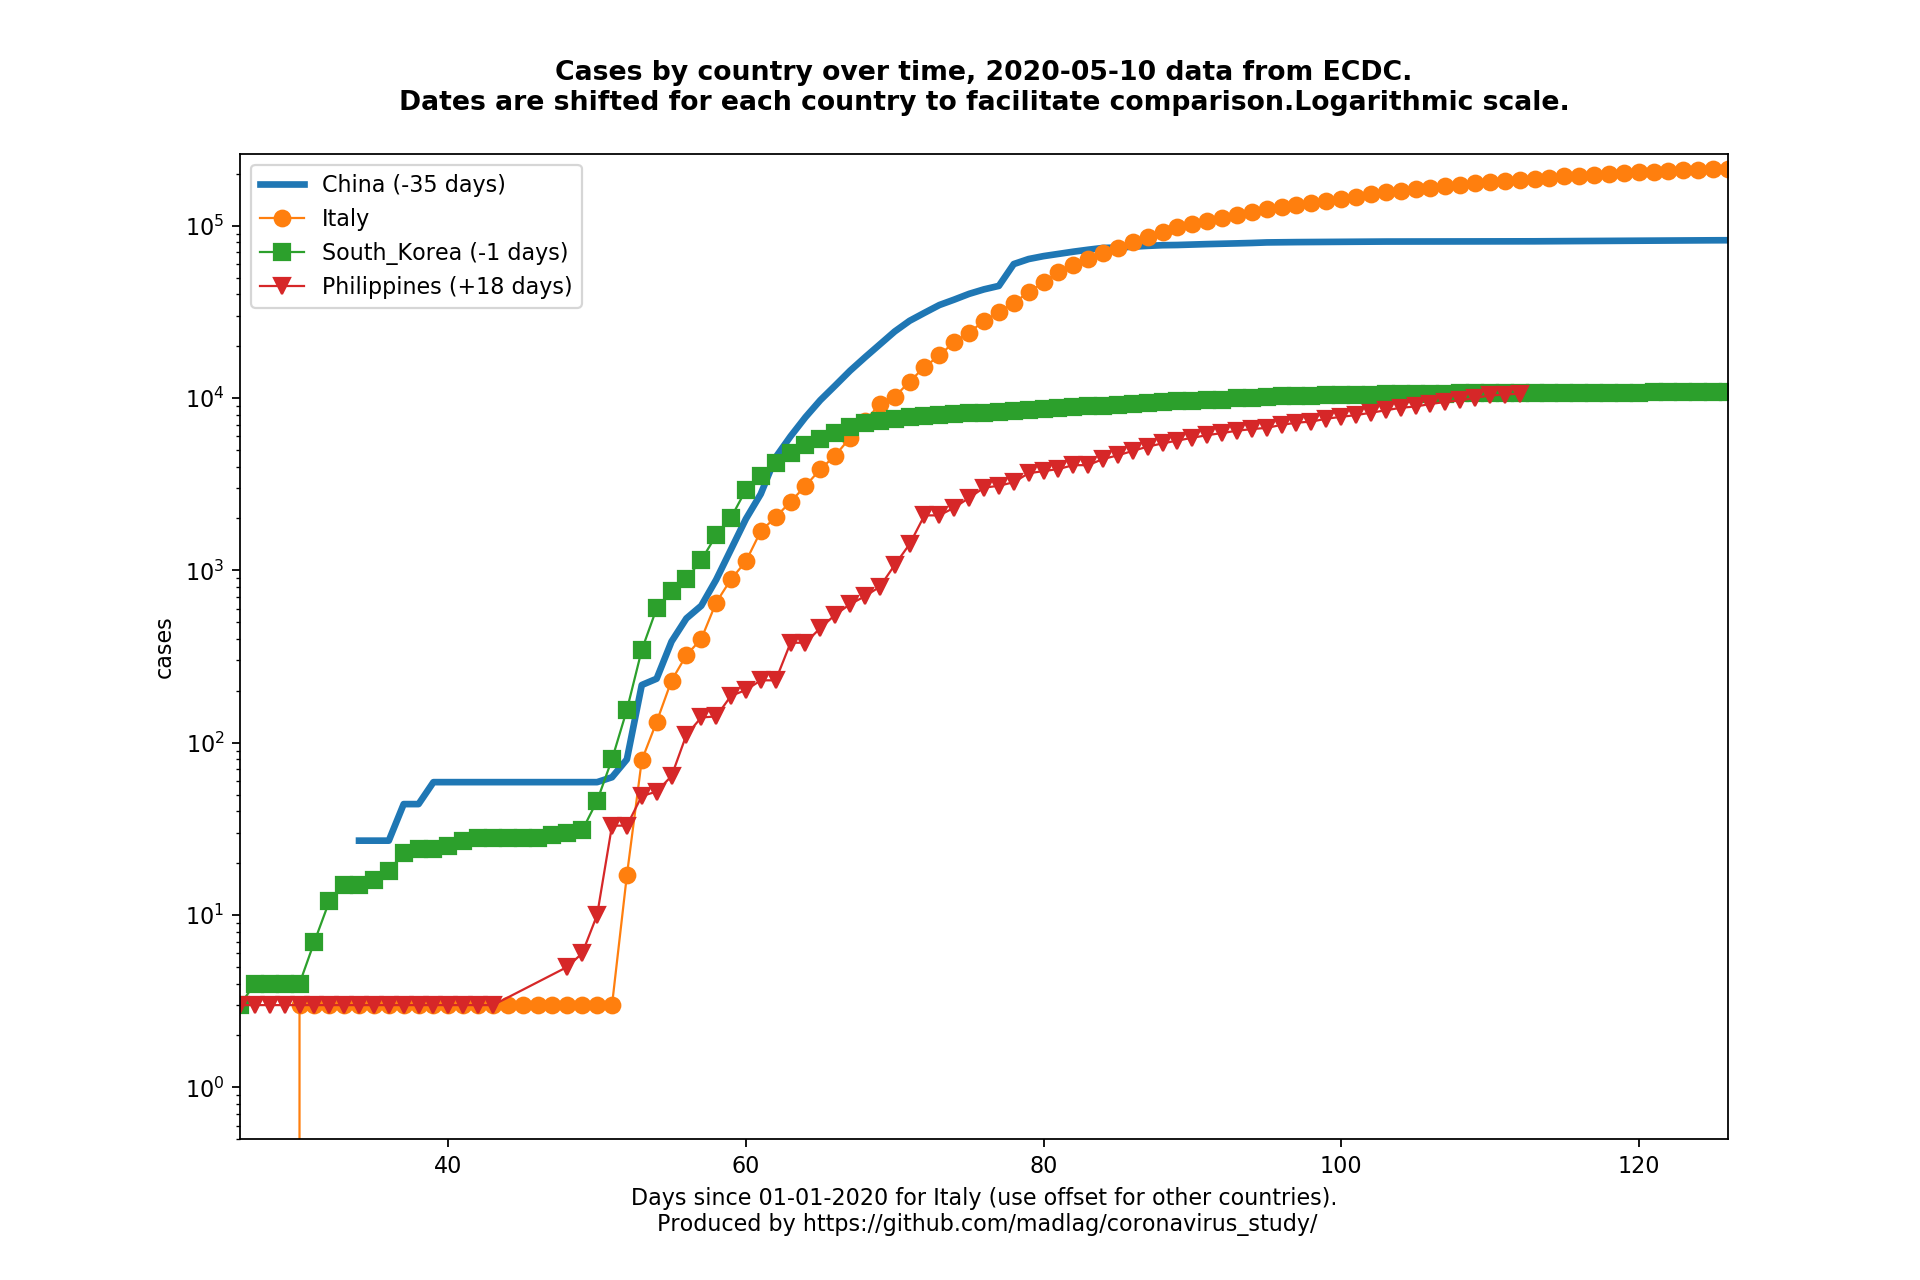 Cases by country over time, 2020-05-10 data from ECDC.
Dates are shifted for each country to facilitate comparison.Logarithmic scale.
China (-35 days)
Italy
South_Korea (-1 days)
Philippines (+18 days)
10^5
10^4
10^3
10^2
10^1
10^0
cases
40 60 80 100 120
Days since 01-01-2020 for Italy (use offset for other countries).
Produced by https://github.com/madlag/coronavirus_study/